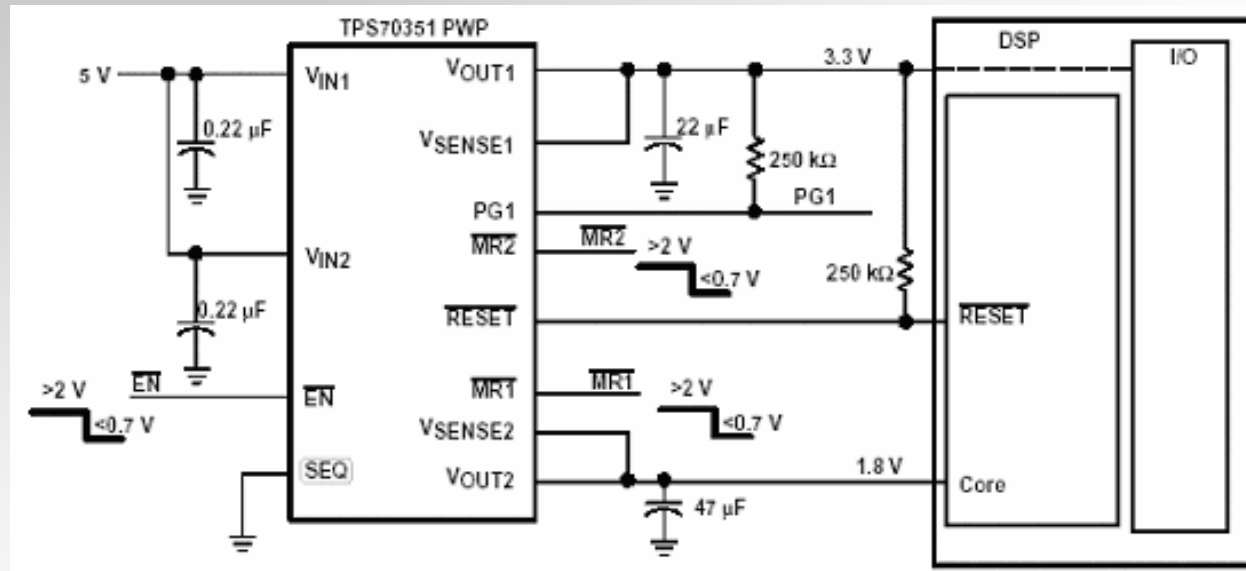 TPS70351 PWP
DSP
I/O
5 V
VIN1
VOUT1
3.3 V
0.22 µF
VSENSE1
22 µF
250 kΩ
PG1
PG1
MR2
MR2
>2 V
<0.7 V
VIN2
250 kΩ
0.22 µF
RESET
RESET
>2 V
EN
EN
<0.7 V
MR1
MR1
>2 V
<0.7 V
VSENSE2
SEQ
VOUT2
1.8 V
Core
47 µF